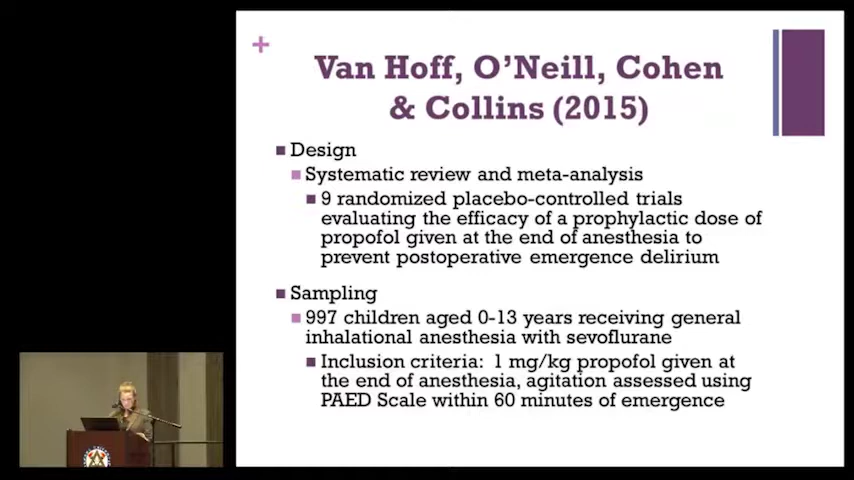 +
Van Hoff, O'Neill, Cohen
& Collins (2015)
Design
Systematic review and meta-analysis
9 randomized placebo-controlled trials
evaluating the efficacy of a prophylactic dose of
propofol given at the end of anesthesia to
prevent postoperative emergence delirium
Sampling
997 children aged 0-13 years receiving general
inhalational anesthesia with sevoflurane
Inclusion criteria: 1 mg/kg propofol given at
the end of anesthesia, agitation assessed using
PAED Scale within 60 minutes of emergence